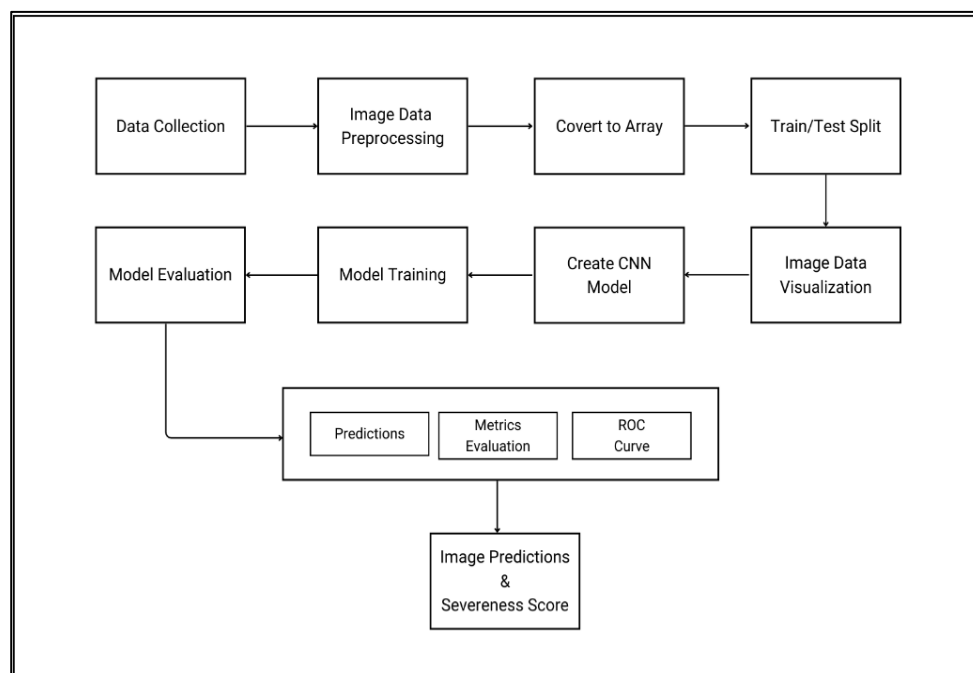 Data Collection
Image Data
Preprocessing
Covert to Array
Train/Test Split
Image Data
Visualization
Create CNN
Model
Model Training
Model Evaluation
Predictions
Metrics
Evaluation
ROC
Curve
Image Predictions
&
Severeness Score